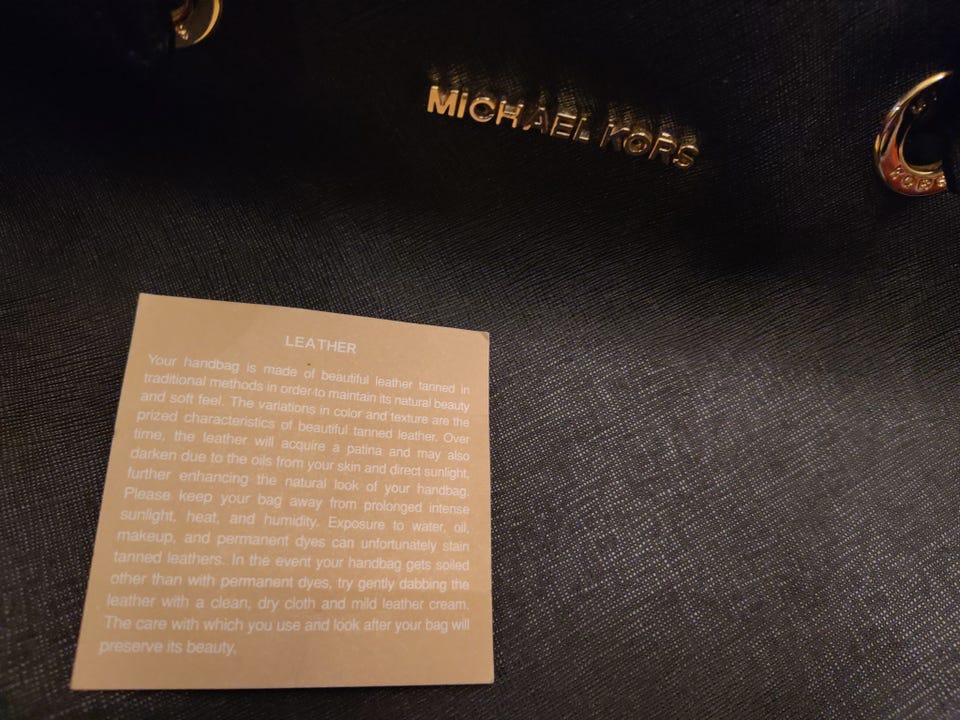 MICHAEL KORS
KORS
LEATHER
Your handbag is made of beautiful leather tanned in
traditional methods in order to maintain its natural beauty
and soft feel. The variations in color and texture are the
prized characteristics of beautiful tanned leather. Over
time, the leather will acquire a patina and may also
darken due to the oils from your skin and direct sunlight,
further enhancing the natural look of your handbag.
Please keep your bag away from prolonged intense
sunlight, heat, and humidity. Exposure to water, oil,
makeup, and permanent dyes can unfortunately stain
tanned leathers. In the event your handbag gets soiled
other than with permanent dyes, try gently dabbing the
leather with a clean, dry cloth and mild leather cream.
The care with which you use and look after your bag will
preserve its beauty.